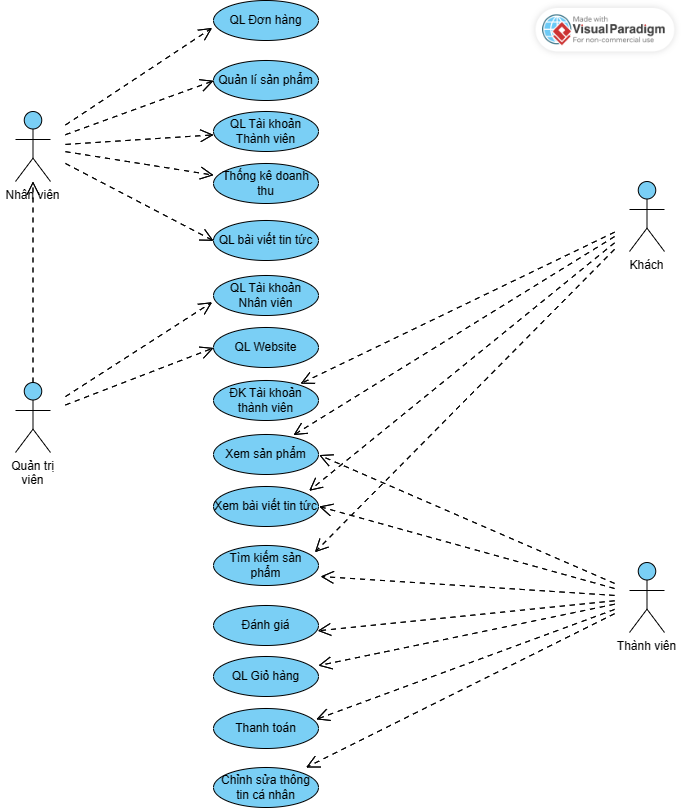 QL Đơn hàng
Made with
VisualParadigm
For non-commercial use
Quản lí sản phẩm
QL Tài khoản
Thành viên
Thống kê doanh
thu
Nhân viên
QL bài viết tin tức
Khách
QL Tài khoản
Nhân viên
QL Website
ĐK Tài khoản
thành viên
Xem sản phẩm
Quản trị
viên
Xem bài viết tin tức
Tìm kiếm sản
phẩm
Đánh giá
Thành viên
QL Giỏ hàng
Thanh toán
Chỉnh sửa thông
tin cá nhân